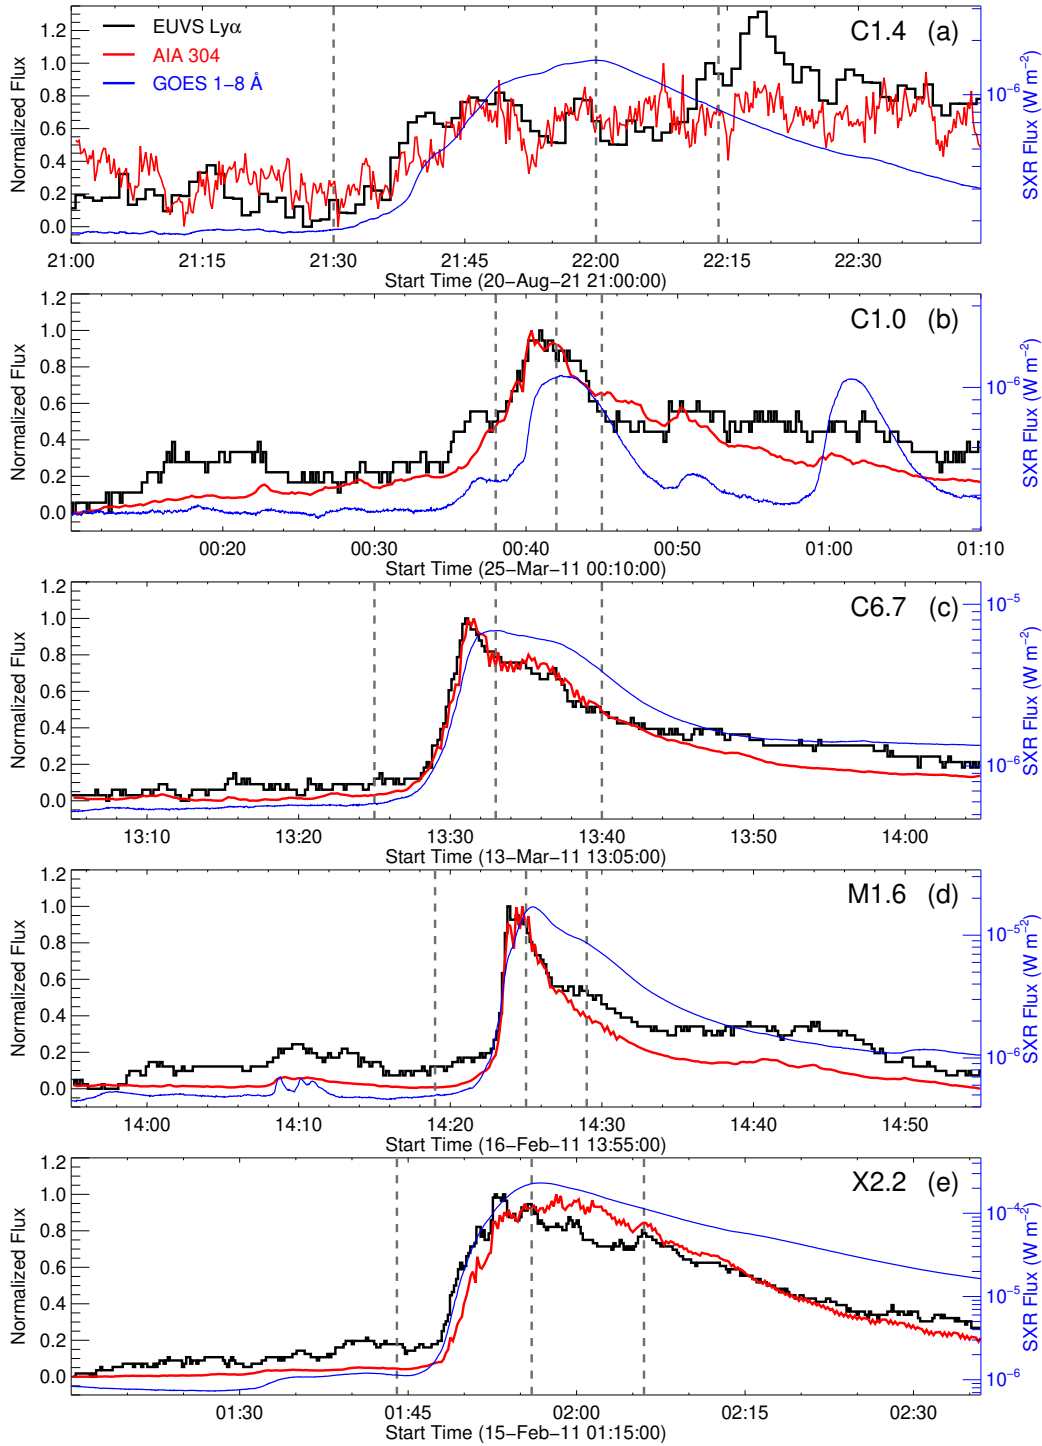 EUVS Lyα
AIA 304
GOES 1−8 Å
C1.4 (a)
Normalized Flux
1.2
1.0
0.8
0.6
0.4
0.2
0.0
10⁻⁶
SXR Flux (W m⁻²)
21:00 21:15 21:30 21:45 22:00 22:15 22:30
Start Time (20−Aug−21 21:00:00)
C1.0 (b)
Normalized Flux
1.2
1.0
0.8
0.6
0.4
0.2
0.0
10⁻⁶
SXR Flux (W m⁻²)
00:20 00:30 00:40 00:50 01:00 01:10
Start Time (25−Mar−11 00:10:00)
C6.7 (c)
Normalized Flux
1.2
1.0
0.8
0.6
0.4
0.2
0.0
10⁻⁵
10⁻⁶
SXR Flux (W m⁻²)
13:10 13:20 13:30 13:40 13:50 14:00
Start Time (13−Mar−11 13:05:00)
M1.6 (d)
Normalized Flux
1.2
1.0
0.8
0.6
0.4
0.2
0.0
10⁻⁵
10⁻⁶
SXR Flux (W m⁻²)
14:00 14:10 14:20 14:30 14:40 14:50
Start Time (16−Feb−11 13:55:00)
X2.2 (e)
Normalized Flux
1.2
1.0
0.8
0.6
0.4
0.2
0.0
10⁻⁴
10⁻⁵
10⁻⁶
SXR Flux (W m⁻²)
01:30 01:45 02:00 02:15 02:30
Start Time (15−Feb−11 01:15:00)